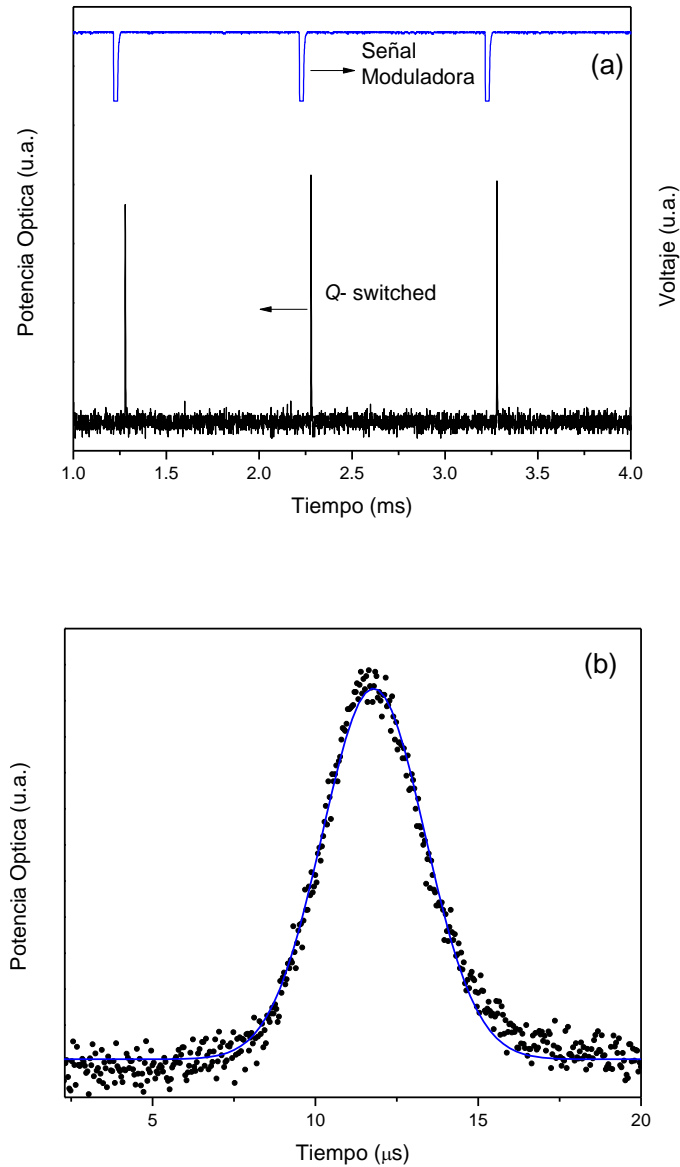 (a)
Señal
Moduladora
Potencia Optica (u.a.)
Voltaje (u.a.)
Q- switched
1.0 1.5 2.0 2.5 3.0 3.5 4.0
Tiempo (ms)
(b)
Potencia Optica (u.a.)
5 10 15 20
Tiempo (μs)